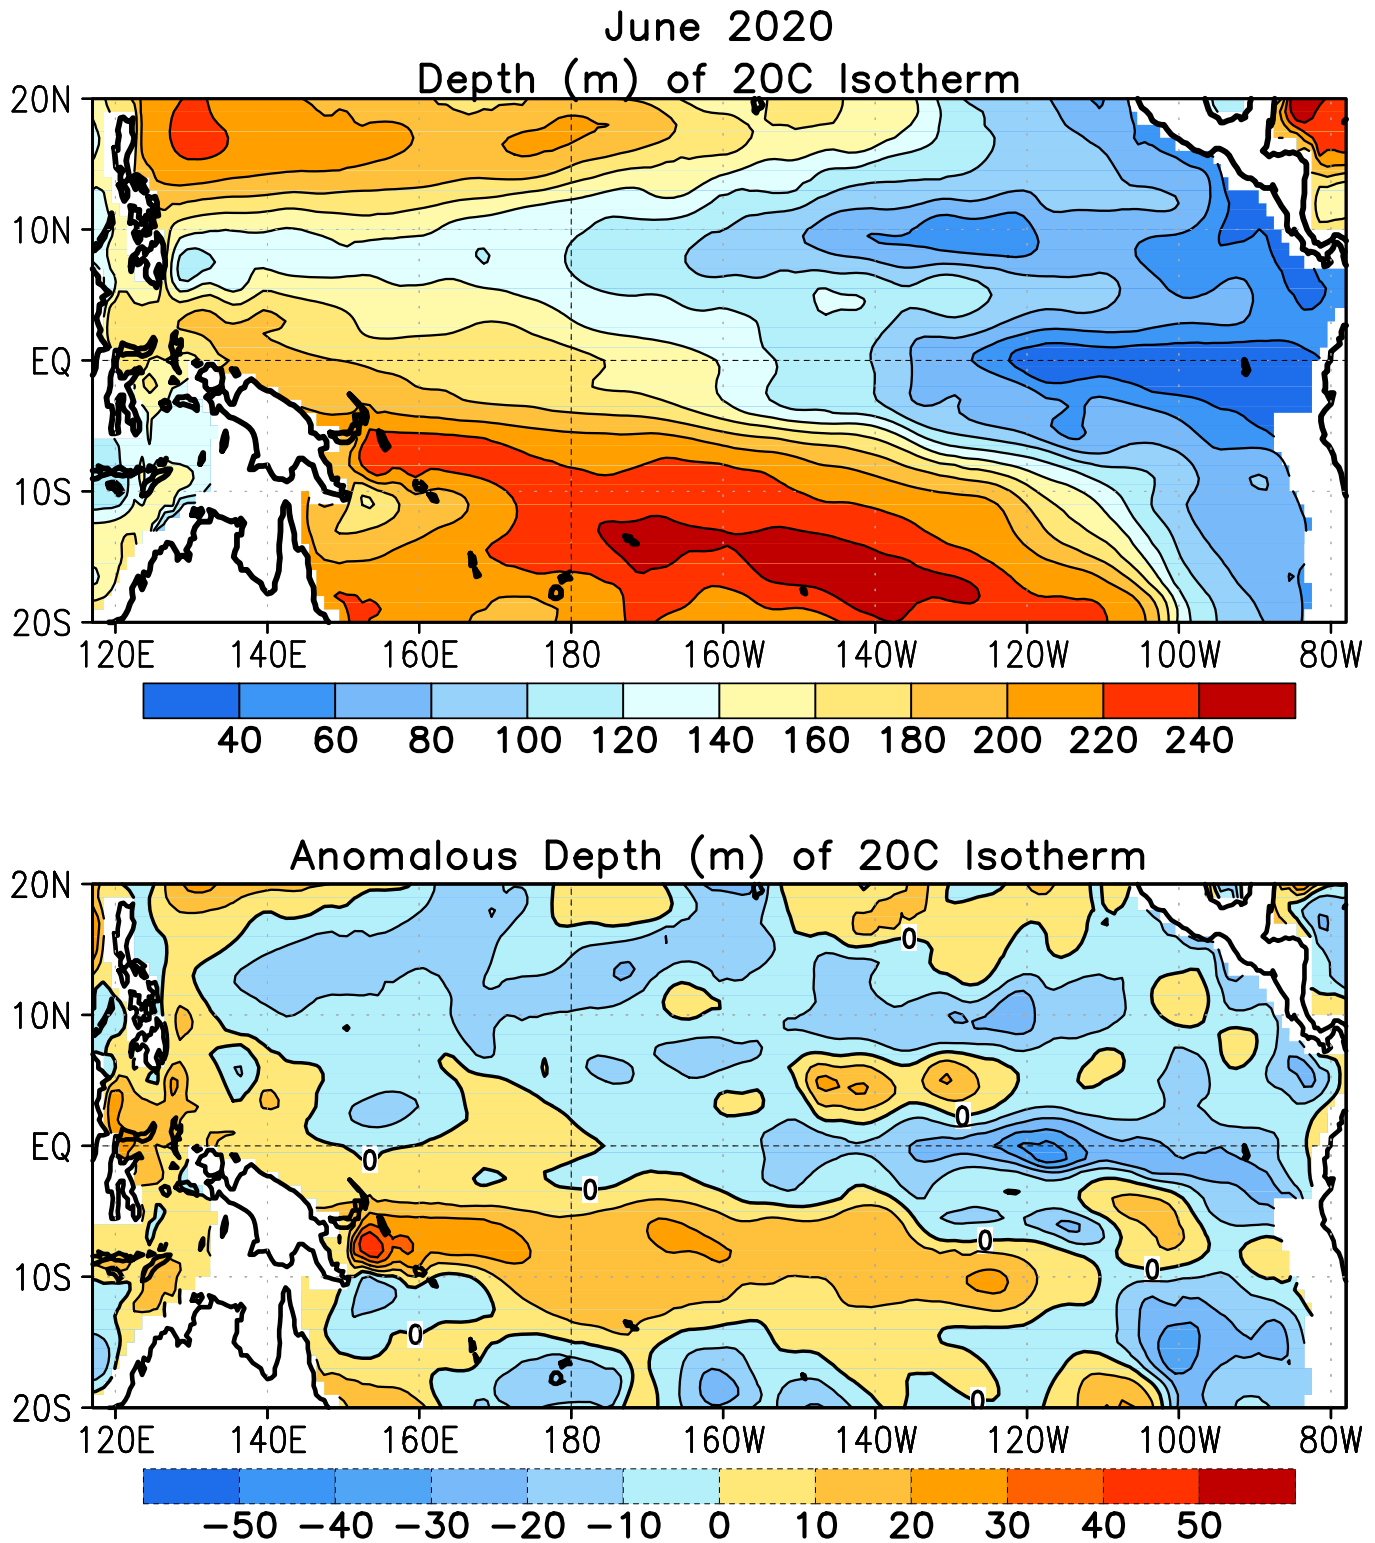 June 2020
Depth (m) of 20C Isotherm
20N
10N
EQ
10S
20S
120E 140E 160E 180 160W 140W 120W 100W 80W
40 60 80 100 120 140 160 180 200 220 240
Anomalous Depth (m) of 20C Isotherm
20N
0
10N
0
EQ
0
0
0
0
10S
0
20S
0
120E 140E 160E 180 160W 140W 120W 100W 80W
-50 -40 -30 -20 -10 0 10 20 30 40 50